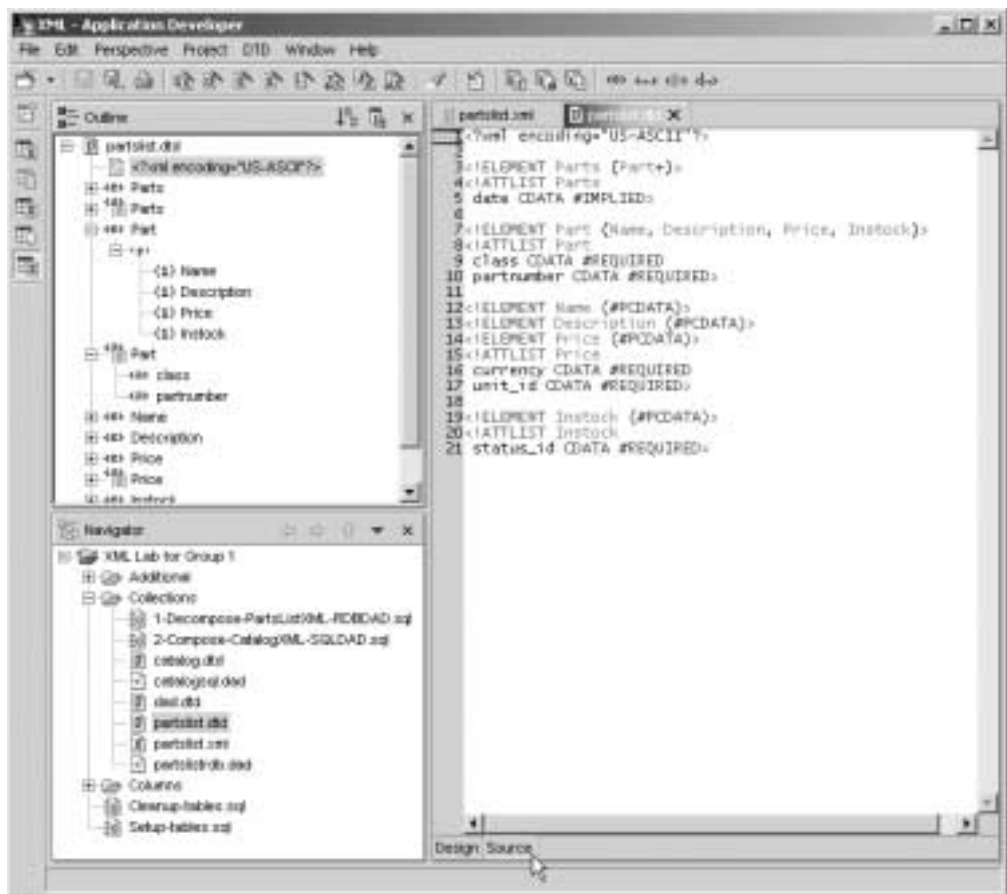 XML - Application Developer
File Edit Perspective Project DTD Window Help
Outline
partslist.dtd
<?xml encoding="US-ASCII"?>
Parts
Parts
Part
(1) Name
(1) Description
(1) Price
(1) Instock
Part
class
partnumber
Name
Description
Price
Price
Instock
Navigator
XML Lab for Group 1
Additional
Collections
1-Decompose-PartsListXML-RDBDAD.sql
2-Compose-CatalogXML-SQLDAD.sql
catalog.dtd
catalogsql.dad
dad.dtd
partslist.dtd
partslist.xml
partslistrdb.dad
Columns
Cleanup-tables.sql
Setup-tables.sql
partslist.xml
1 <?xml encoding="US-ASCII"?>
2
3 <!ELEMENT Parts (Part+)>
4 <!ATTLIST Parts
5 date CDATA #IMPLIED>
6
7 <!ELEMENT Part (Name, Description, Price, Instock)>
8 <!ATTLIST Part
9 class CDATA #REQUIRED
10 partnumber CDATA #REQUIRED>
11
12 <!ELEMENT Name (#PCDATA)>
13 <!ELEMENT Description (#PCDATA)>
14 <!ELEMENT Price (#PCDATA)>
15 <!ATTLIST Price
16 currency CDATA #REQUIRED
17 unit_id CDATA #REQUIRED>
18
19 <!ELEMENT Instock (#PCDATA)>
20 <!ATTLIST Instock
21 status_id CDATA #REQUIRED>
Design Source